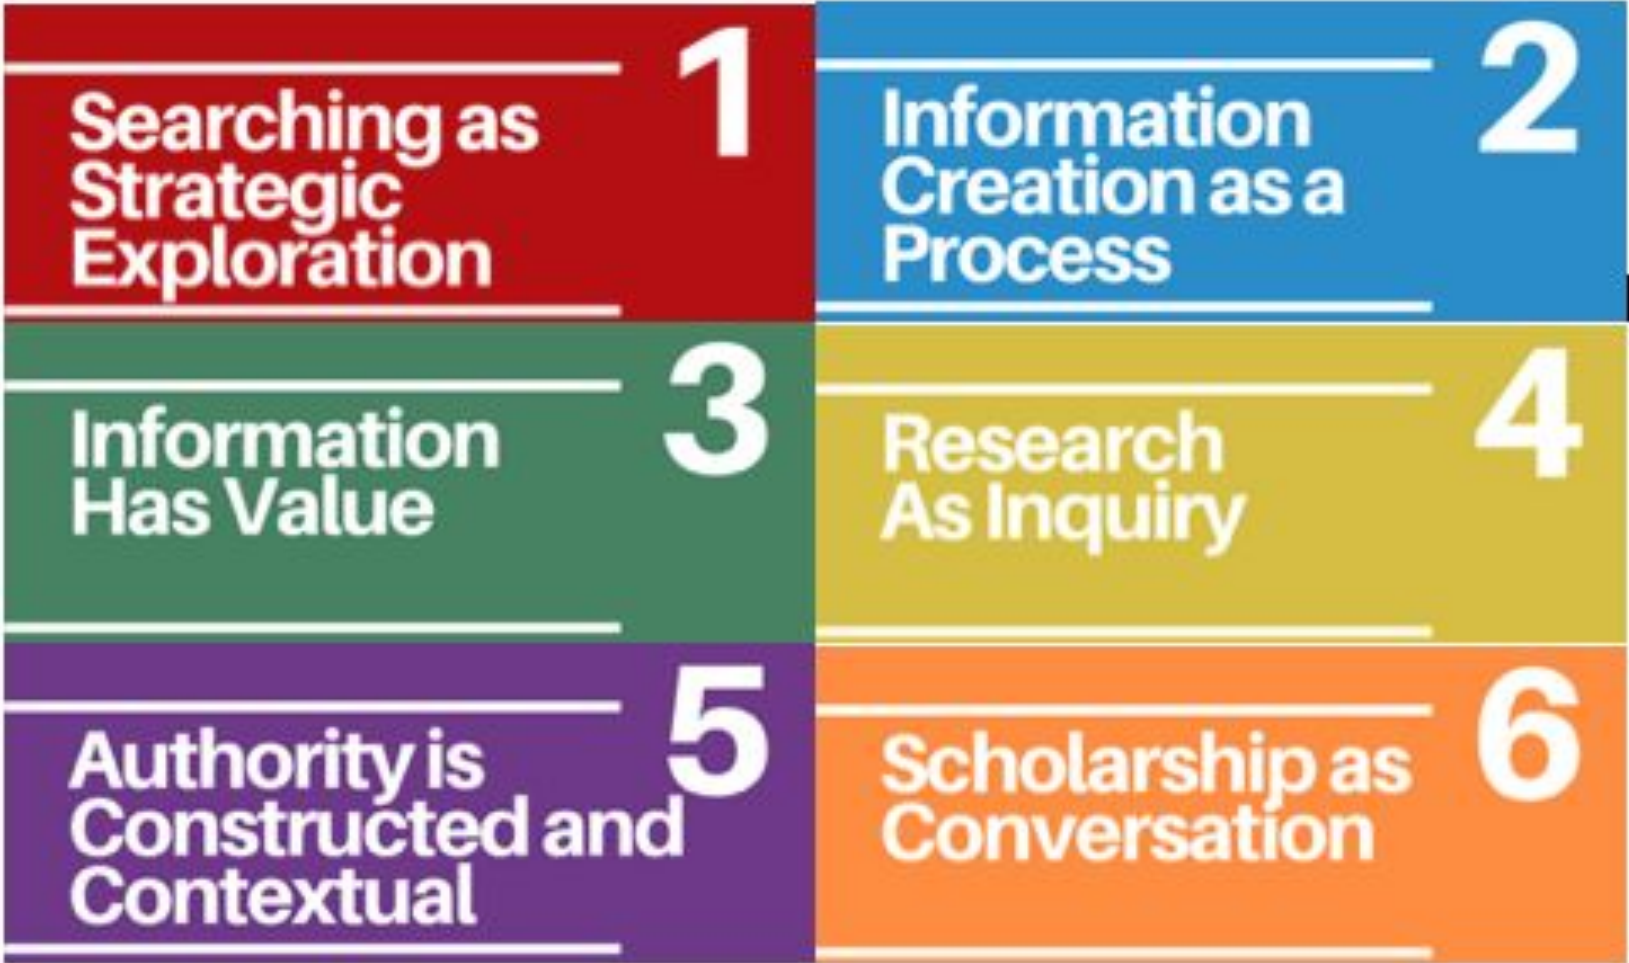 1
Searching as
Strategic
Exploration
2
Information
Creation as a
Process
3
Information
Has Value
4
Research
As Inquiry
5
Authority is
Constructed and
Contextual
6
Scholarship as
Conversation